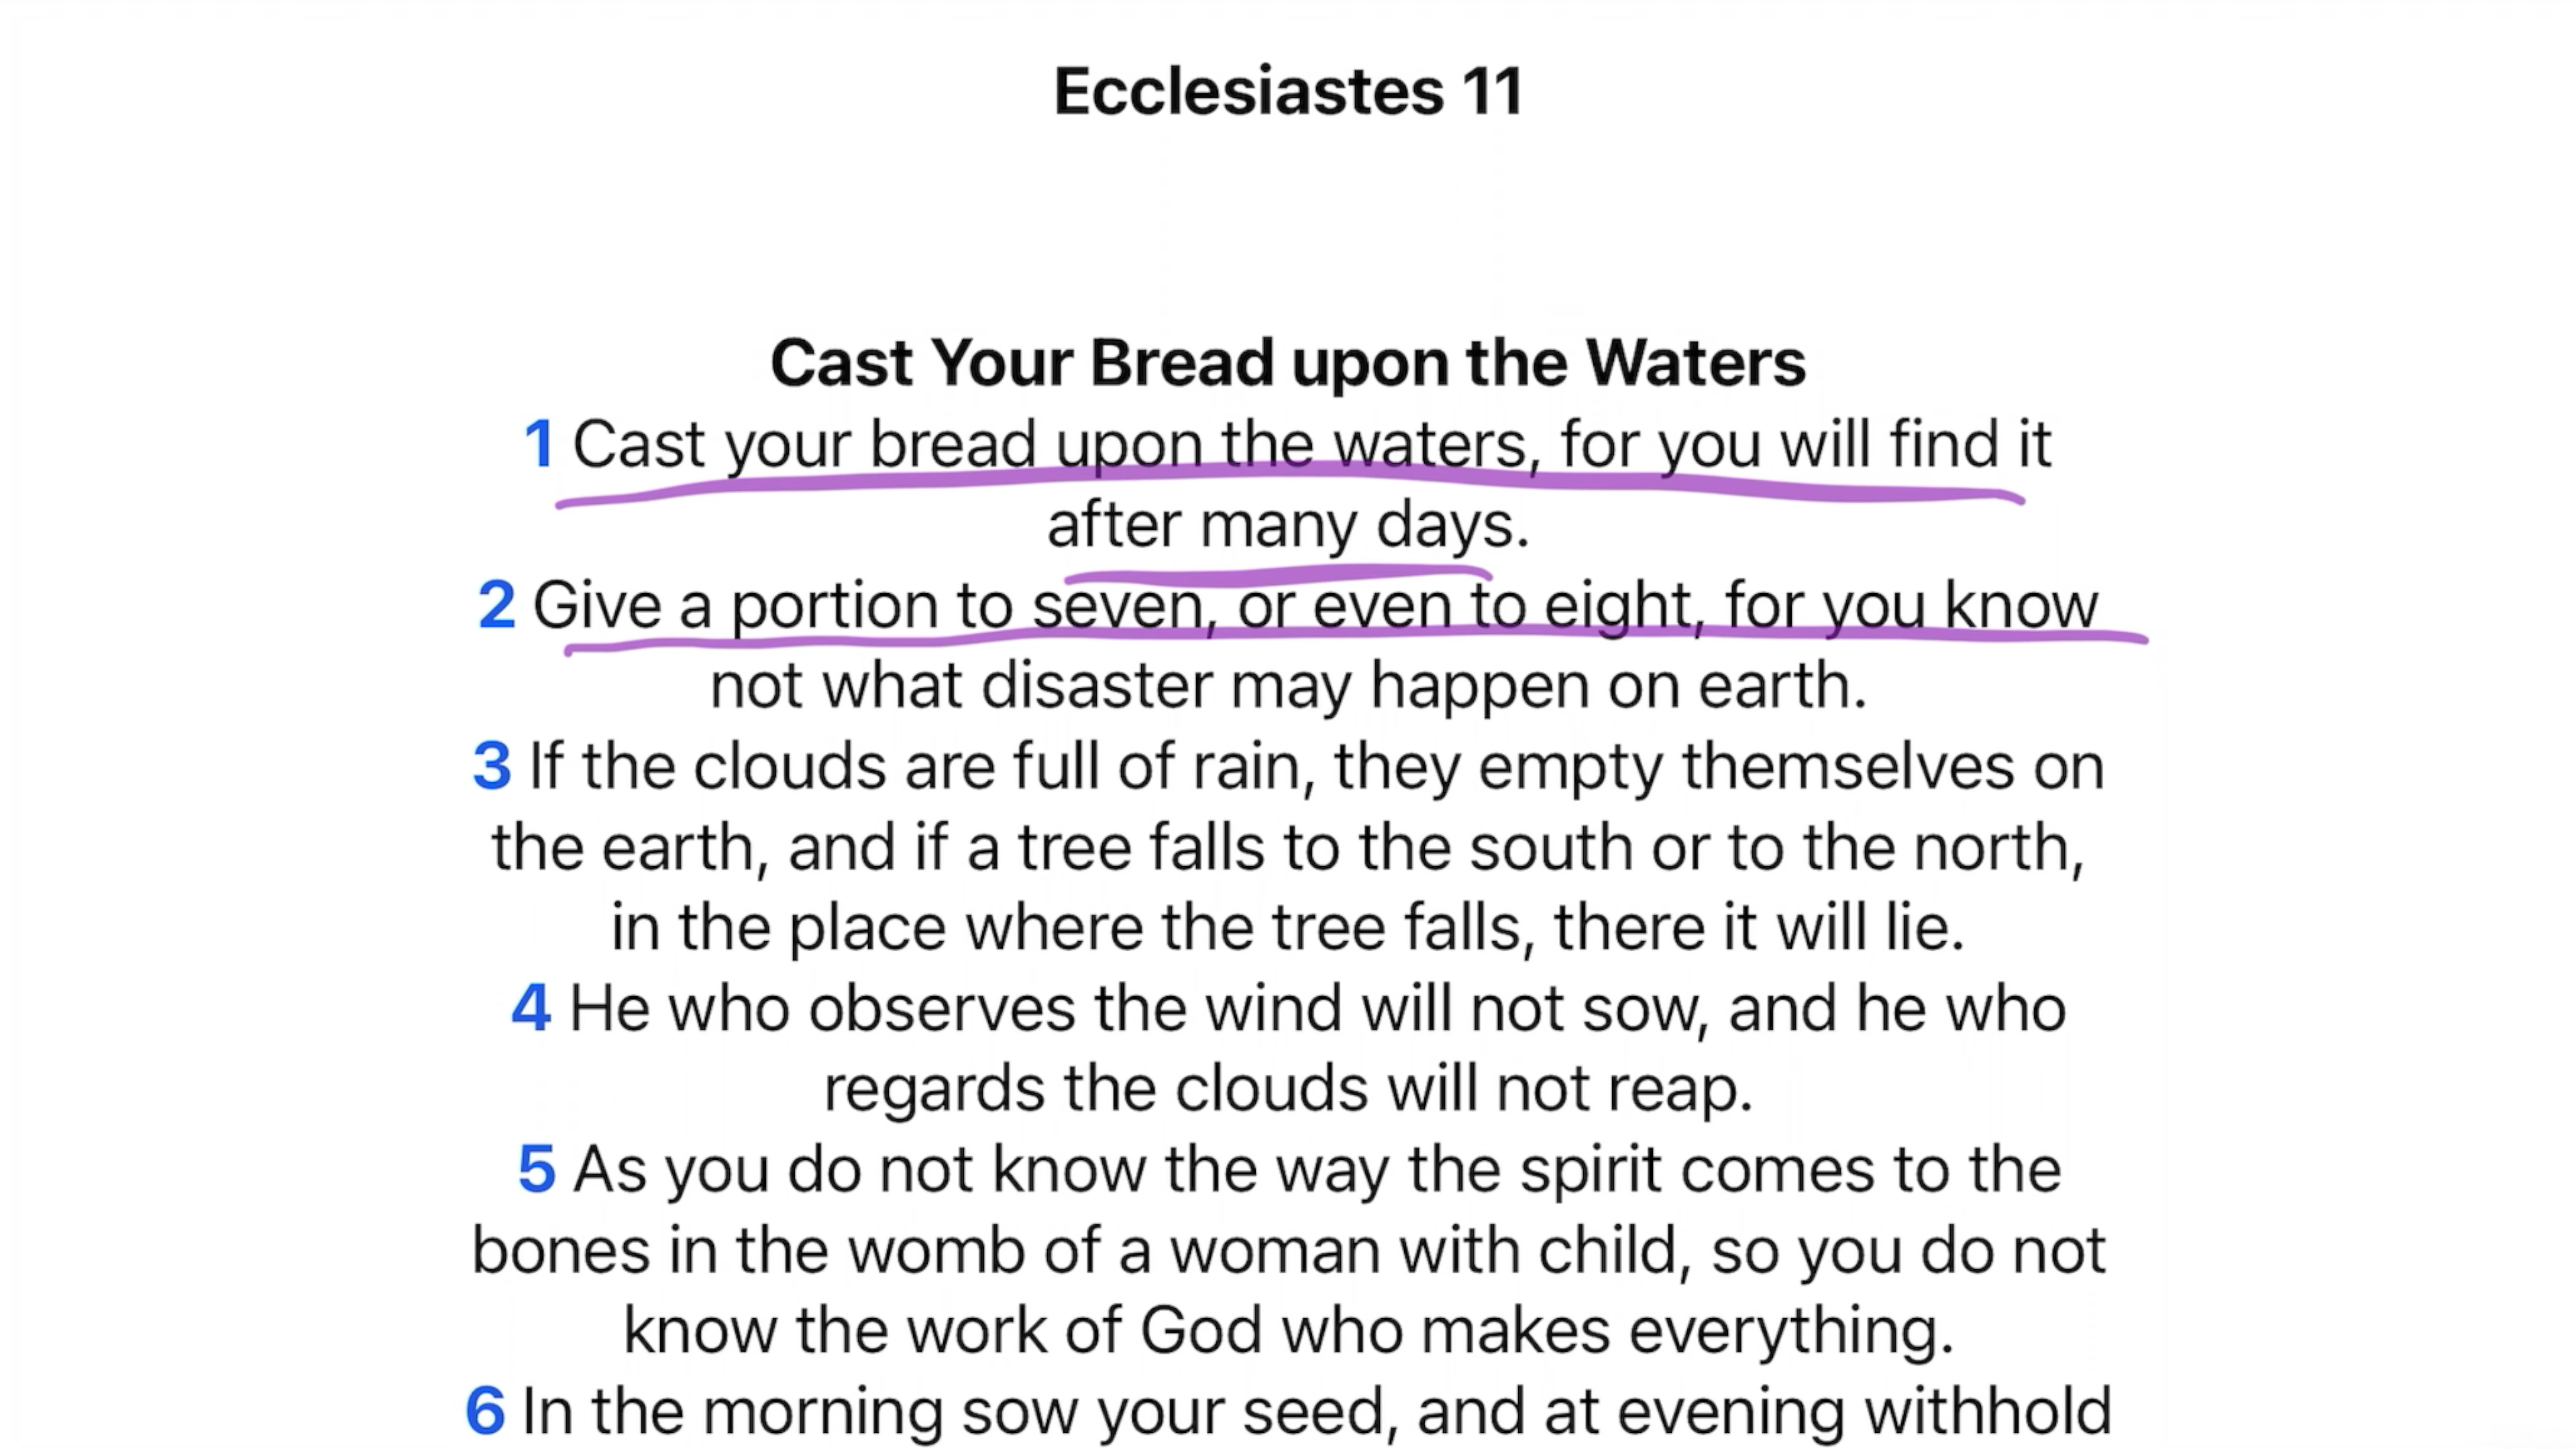 Ecclesiastes 11
Cast Your Bread upon the Waters
1 Cast your bread upon the waters, for you will find it
after many days.
2 Give a portion to seven, or even to eight, for you know
not what disaster may happen on earth.
3 If the clouds are full of rain, they empty themselves on
the earth, and if a tree falls to the south or to the north,
in the place where the tree falls, there it will lie.
4 He who observes the wind will not sow, and he who
regards the clouds will not reap.
5 As you do not know the way the spirit comes to the
bones in the womb of a woman with child, so you do not
know the work of God who makes everything.
6 In the morning sow your seed, and at evening withhold